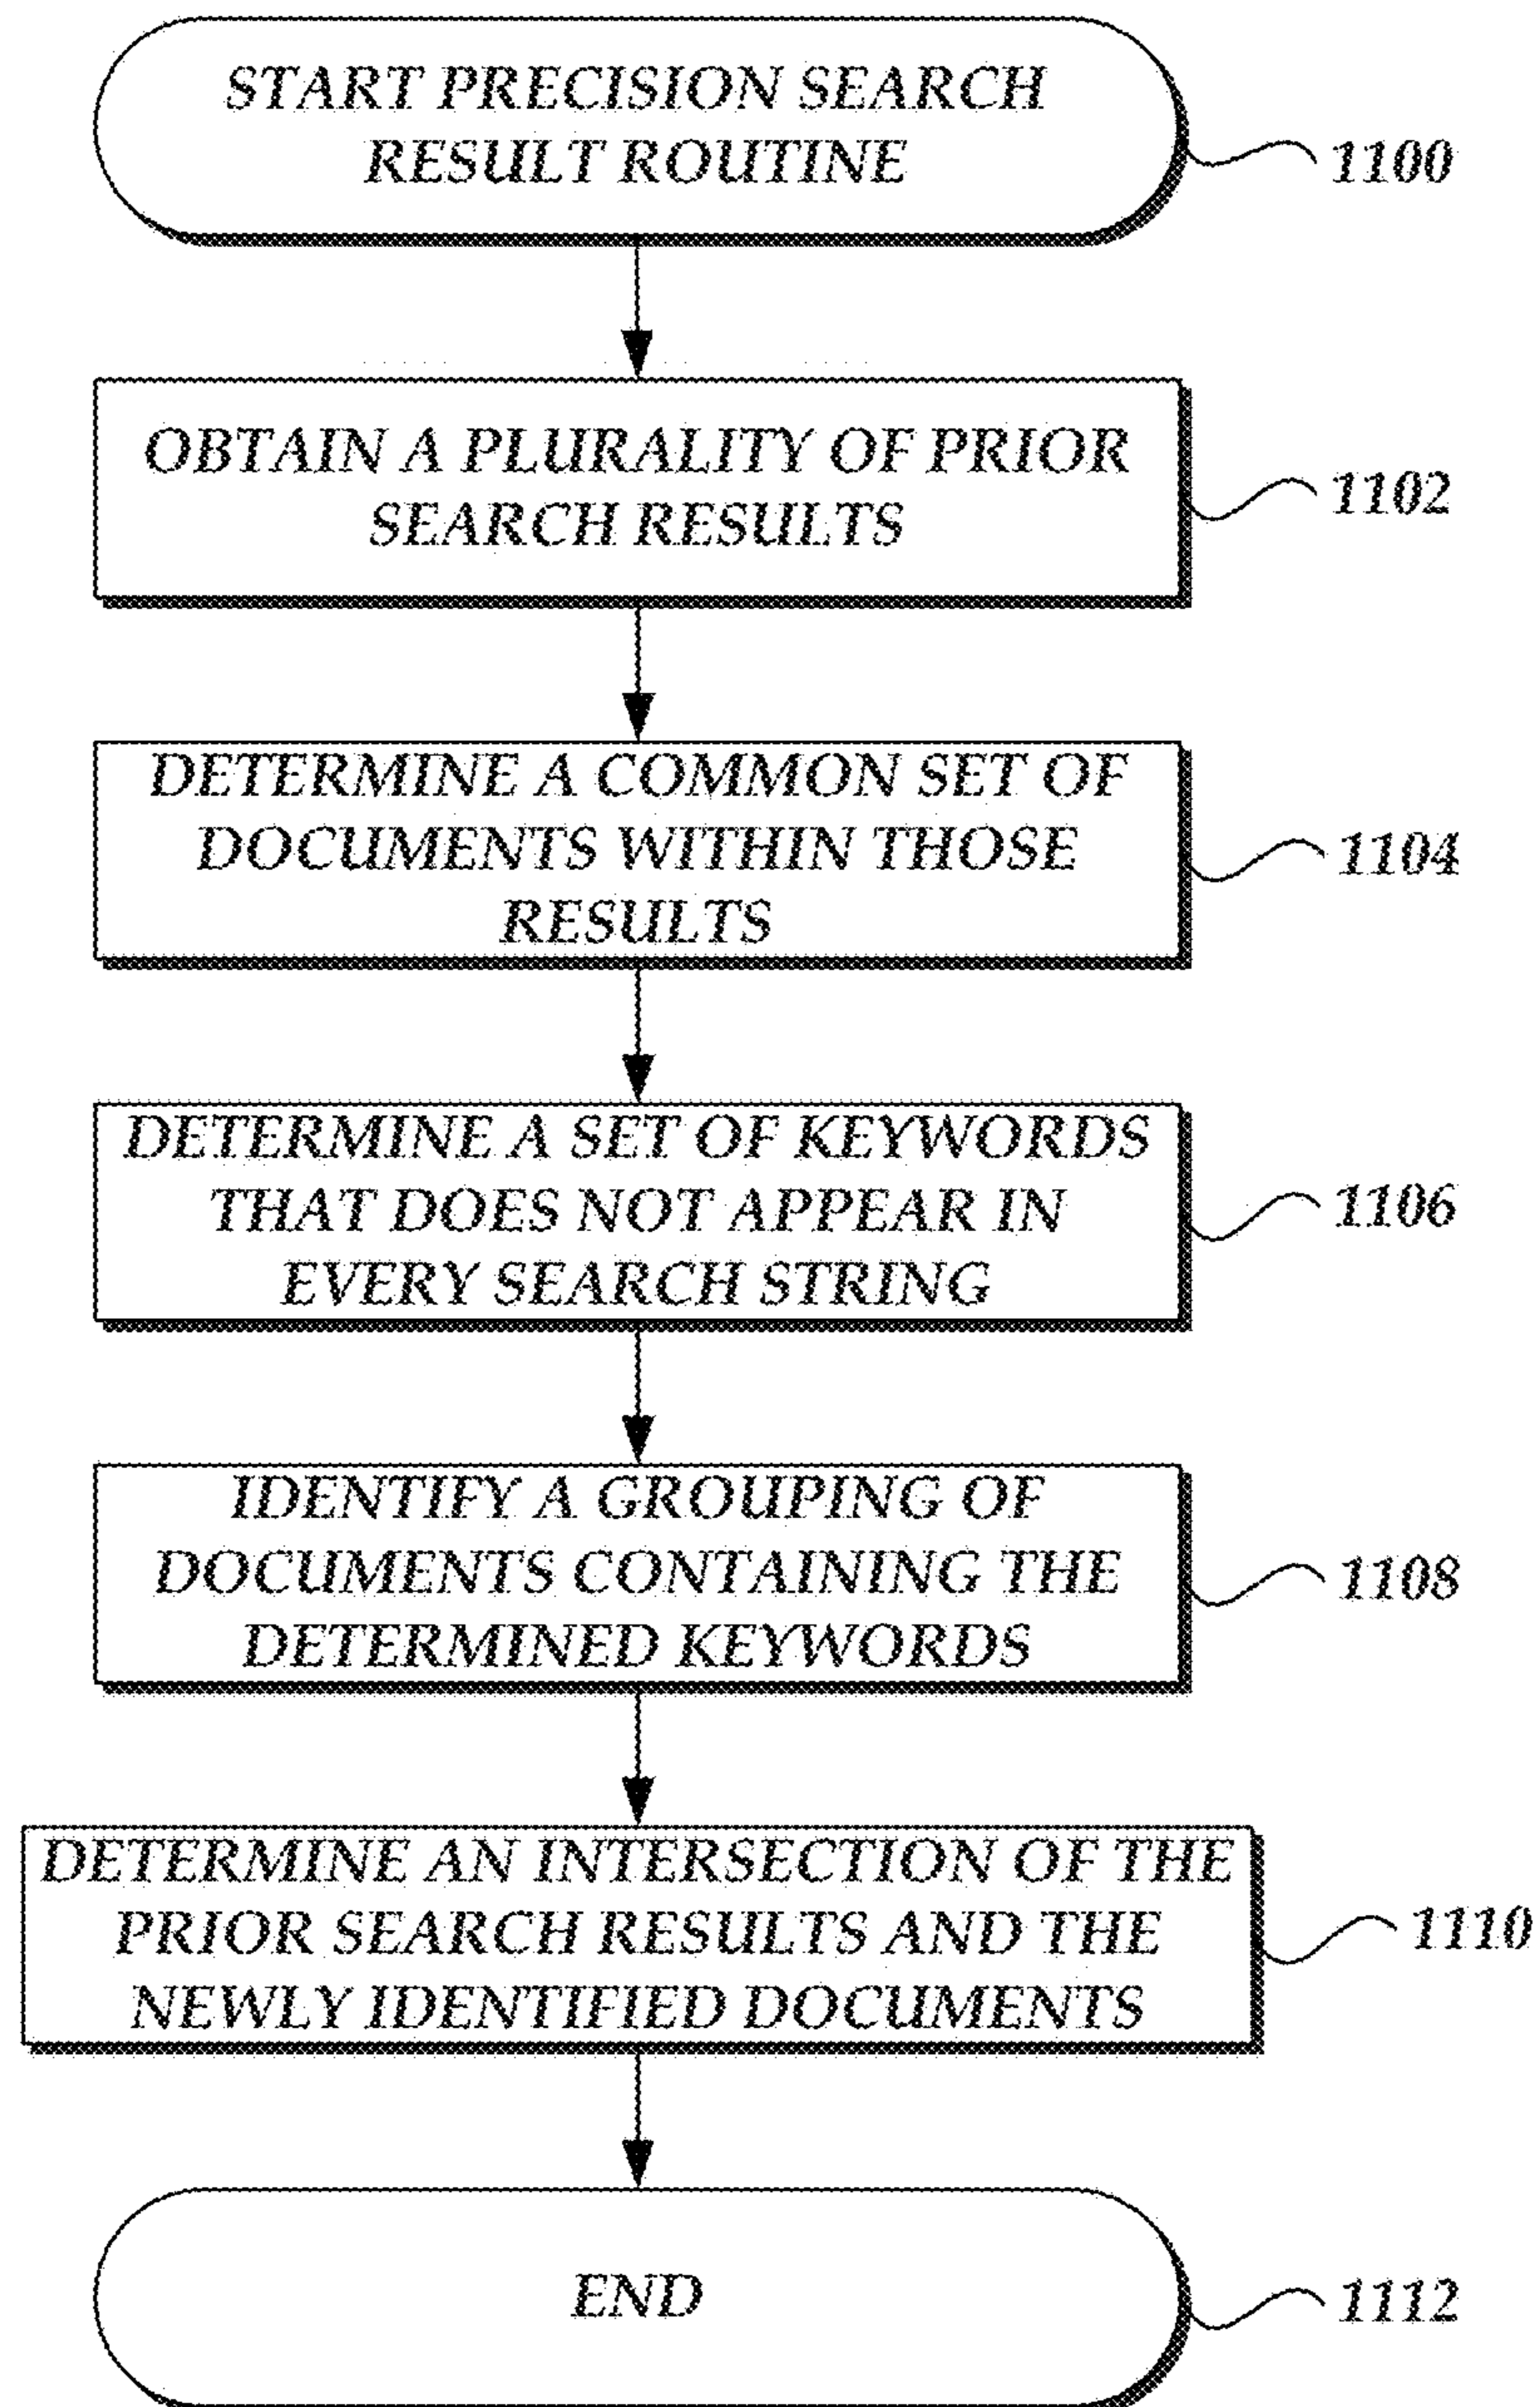 START PRECISION SEARCH
RESULT ROUTINE
1100
OBTAIN A PLURALITY OF PRIOR
SEARCH RESULTS
1102
DETERMINE A COMMON SET OF
DOCUMENTS WITHIN THOSE
RESULTS
1104
DETERMINE A SET OF KEYWORDS
THAT DOES NOT APPEAR IN
EVERY SEARCH STRING
1106
IDENTIFY A GROUPING OF
DOCUMENTS CONTAINING THE
DETERMINED KEYWORDS
1108
DETERMINE AN INTERSECTION OF THE
PRIOR SEARCH RESULTS AND THE
NEWLY IDENTIFIED DOCUMENTS
1110
END
1112